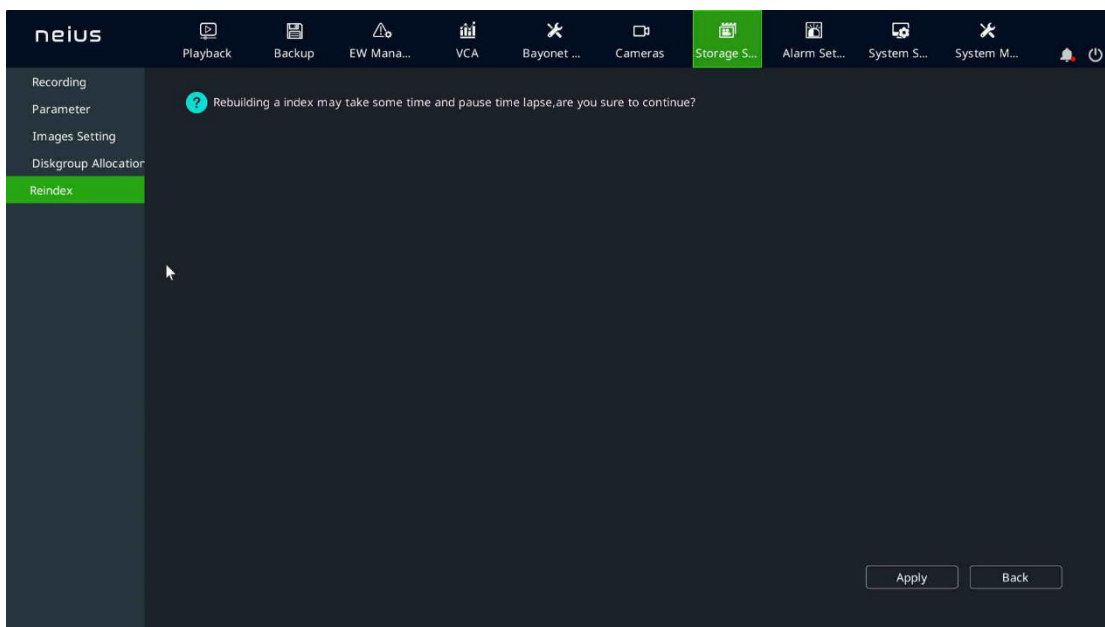 neius
Playback
Backup
EW Mana...
VCA
Bayonet ...
Cameras
Storage S...
Alarm Set...
System S...
System M...
Recording
Parameter
Images Setting
Diskgroup Allocation
Reindex
Rebuilding a index may take some time and pause time lapse,are you sure to continue?
Apply
Back